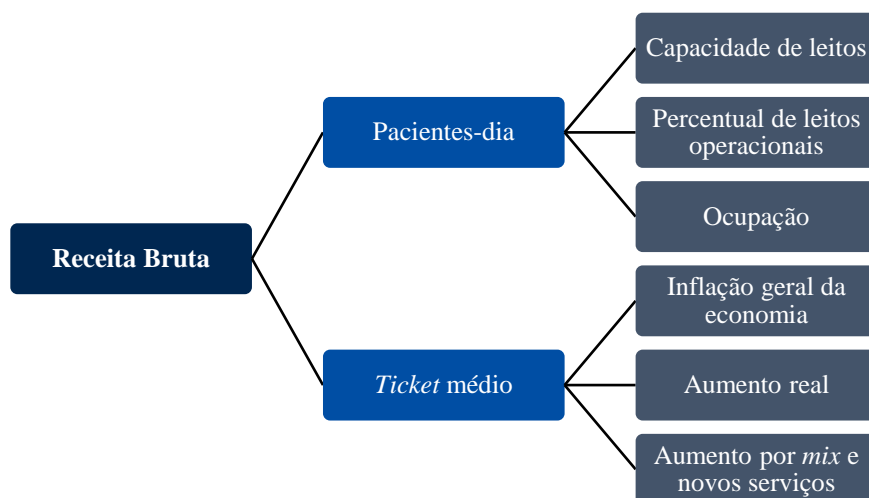 Receita Bruta
Pacientes-dia
Capacidade de leitos
Percentual de leitos
operacionais
Ocupação
Ticket médio
Inflação geral da
economia
Aumento real
Aumento por mix e
novos serviços